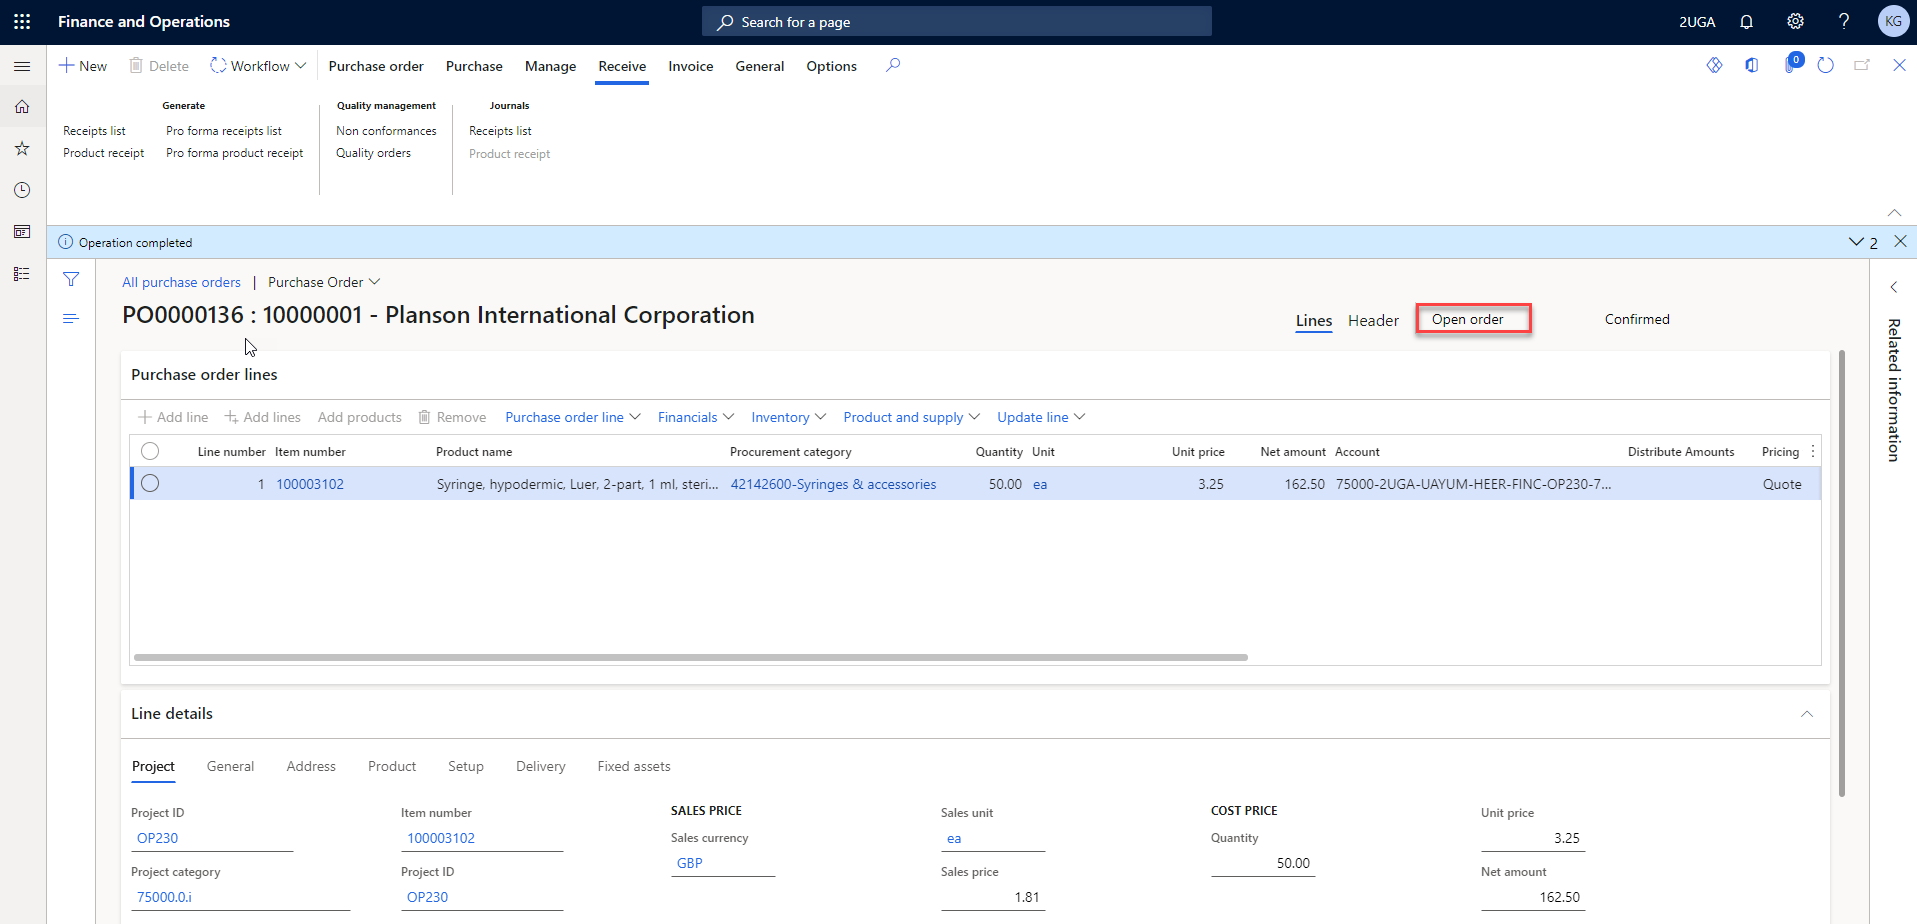 Finance and Operations
Search for a page
2UGA
KG
New
Delete
Workflow
Purchase order
Purchase
Manage
Receive
Invoice
General
Options
0
Generate
Receipts list
Pro forma receipts list
Product receipt
Pro forma product receipt
Quality management
Non conformances
Quality orders
Journals
Receipts list
Product receipt
Operation completed
2
All purchase orders | Purchase Order
PO0000136 : 10000001 - Planson International Corporation
Lines
Header
Open order
Confirmed
Related information
Purchase order lines
Add line
Add lines
Add products
Remove
Purchase order line
Financials
Inventory
Product and supply
Update line
Line number Item number Product name Procurement category Quantity Unit Unit price Net amount Account Distribute Amounts Pricing
1 100003102 Syringe, hypodermic, Luer, 2-part, 1 ml, steri... 42142600-Syringes & accessories 50.00 ea 3.25 162.50 75000-2UGA-UAYUM-HEER-FINC-OP230-7... Quote
Line details
Project
General
Address
Product
Setup
Delivery
Fixed assets
Project ID
OP230
Project category
75000.0.i
Item number
100003102
Project ID
OP230
SALES PRICE
Sales currency
GBP
Sales unit
ea
Sales price
1.81
COST PRICE
Quantity
50.00
Unit price
3.25
Net amount
162.50